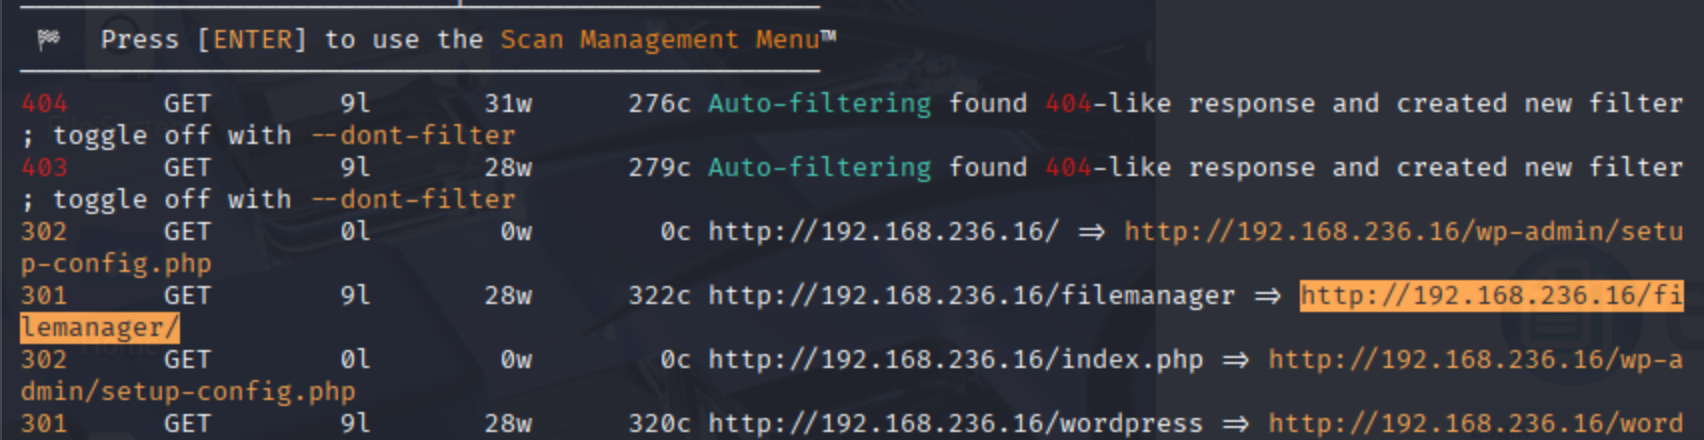 Press [ENTER] to use the Scan Management Menu™
404 GET 9l 31w 276c Auto-filtering found 404-like response and created new filter
; toggle off with --dont-filter
403 GET 9l 28w 279c Auto-filtering found 404-like response and created new filter
; toggle off with --dont-filter
302 GET 0l 0w 0c http://192.168.236.16/ => http://192.168.236.16/wp-admin/setu
p-config.php
301 GET 9l 28w 322c http://192.168.236.16/filemanager => http://192.168.236.16/fi
lemanager/
302 GET 0l 0w 0c http://192.168.236.16/index.php => http://192.168.236.16/wp-a
dmin/setup-config.php
301 GET 9l 28w 320c http://192.168.236.16/wordpress => http://192.168.236.16/word